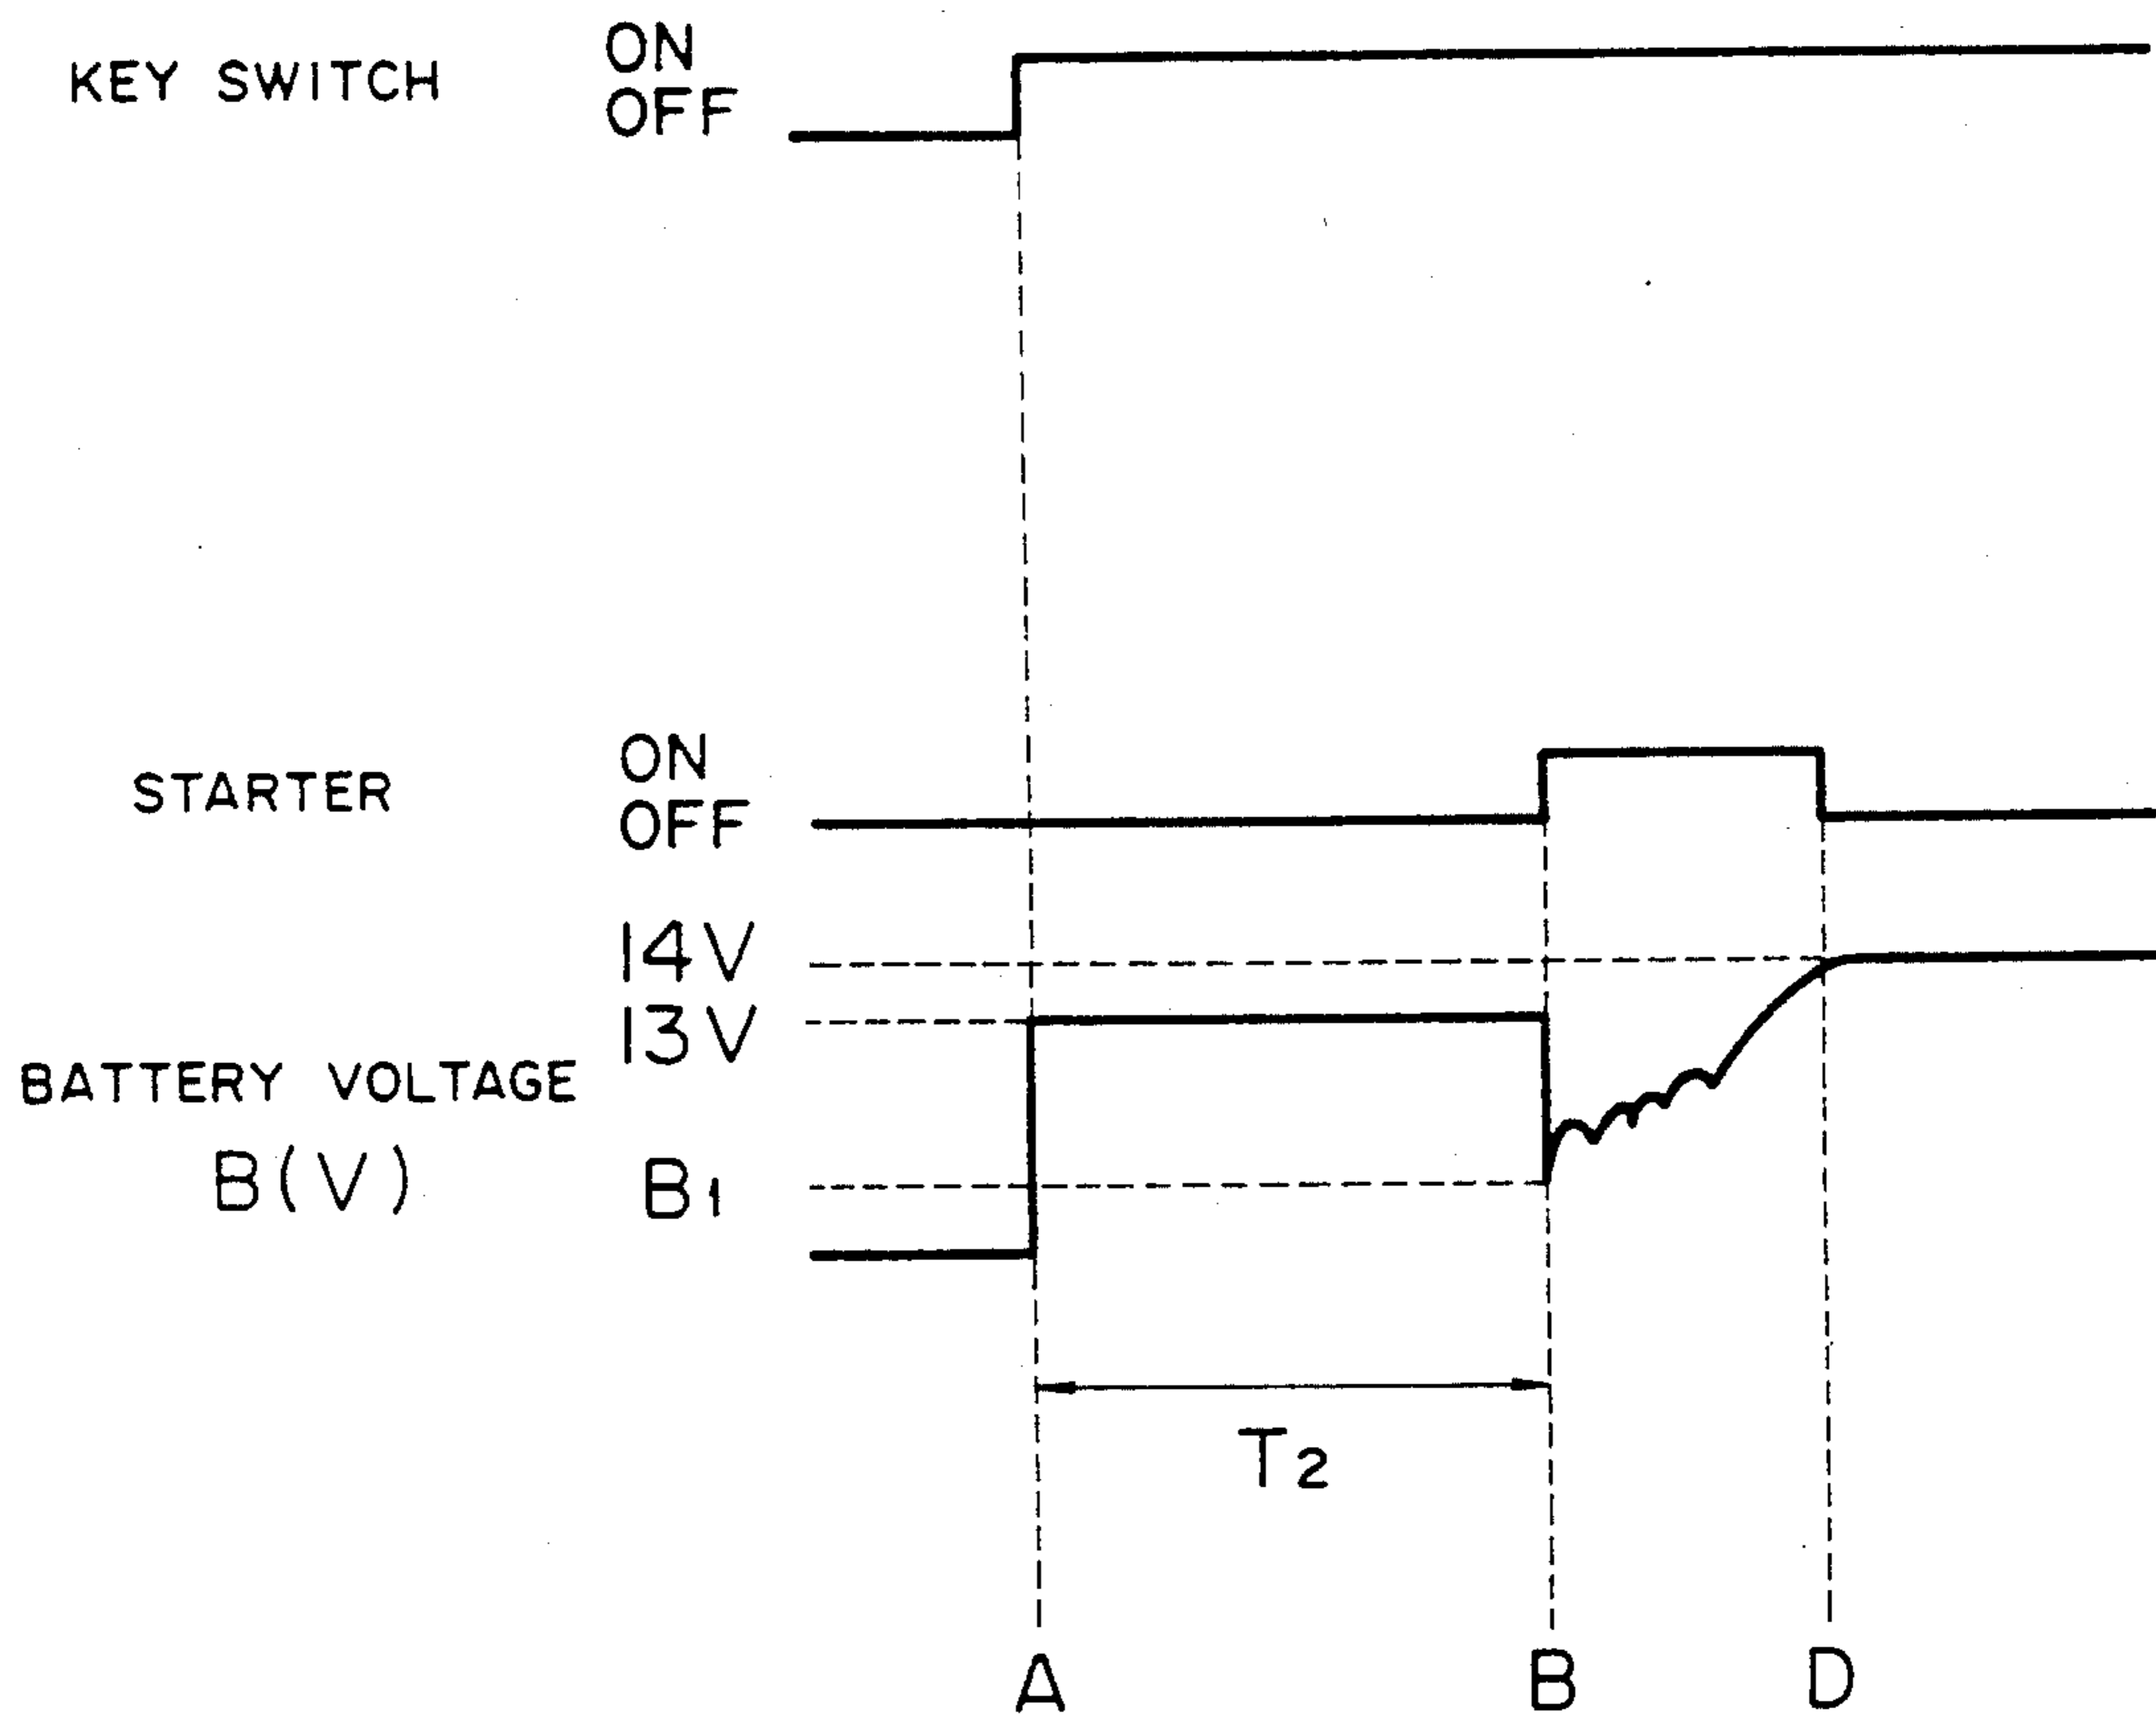 KEY SWITCH
ON
OFF
STARTER
ON
OFF
14V
13V
BATTERY VOLTAGE
B(V)
B1
T2
A B D